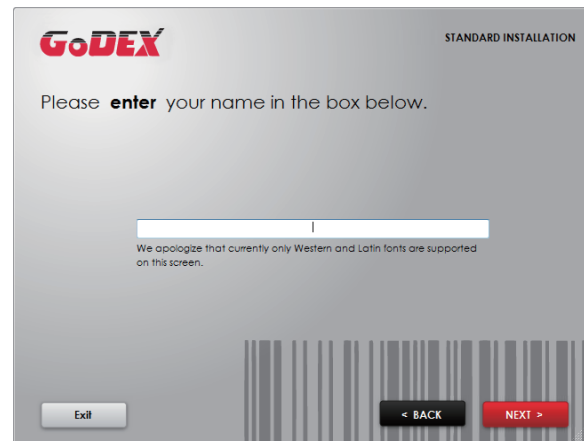 GoDEX
STANDARD INSTALLATION
Please enter your name in the box below.
We apologize that currently only Western and Latin fonts are supported
on this screen.
Exit
< BACK
NEXT >